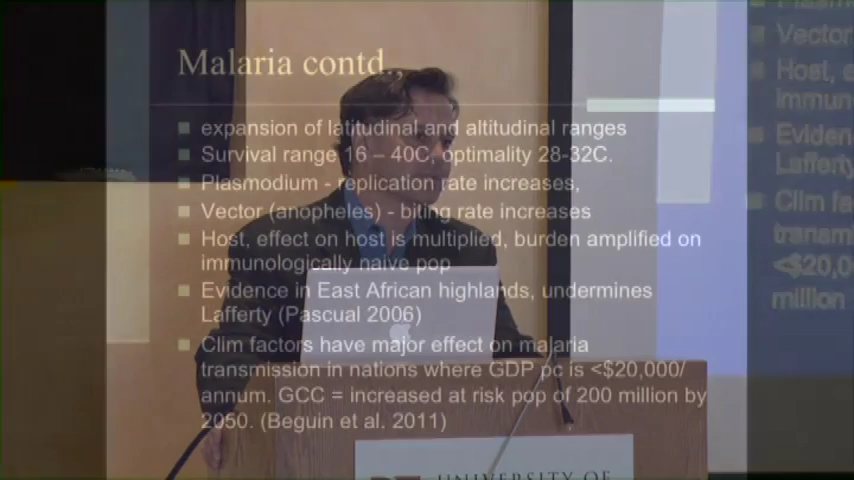 Malaria contd.,
expansion of latitudinal and altitudinal ranges
Survival range 16 – 40C, optimality 28-32C.
Plasmodium - replication rate increases,
Vector (anopheles) - biting rate increases
Host, effect on host is multiplied, burden amplified on
immunologically naive pop
Evidence in East African highlands, undermines
Lafferty (Pascual 2006)
Clim factors have major effect on malaria
transmission in nations where GDP pc is <$20,000/
annum. GCC = increased at risk pop of 200 million by
2050. (Beguin et al. 2011)
Vector
Host, e
immun
Evidenc
Lafferty
Clim fa
transmi
<$20,0
million
UNIVERSITY OF